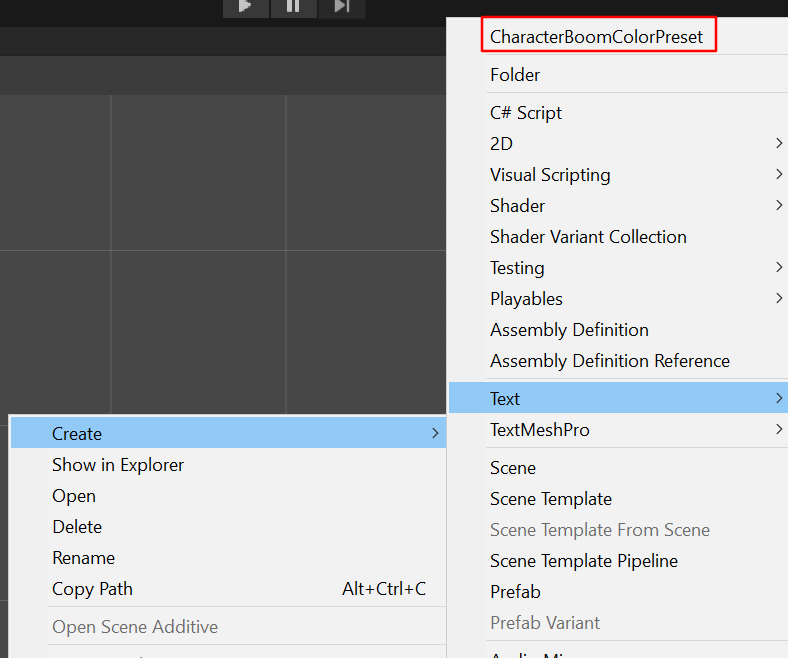 CharacterBoomColorPreset
Folder
C# Script
2D
Visual Scripting
Shader
Shader Variant Collection
Testing
Playables
Assembly Definition
Assembly Definition Reference
Text
TextMeshPro
Scene
Scene Template
Scene Template From Scene
Scene Template Pipeline
Prefab
Prefab Variant
Create
Show in Explorer
Open
Delete
Rename
Copy Path Alt+Ctrl+C
Open Scene Additive